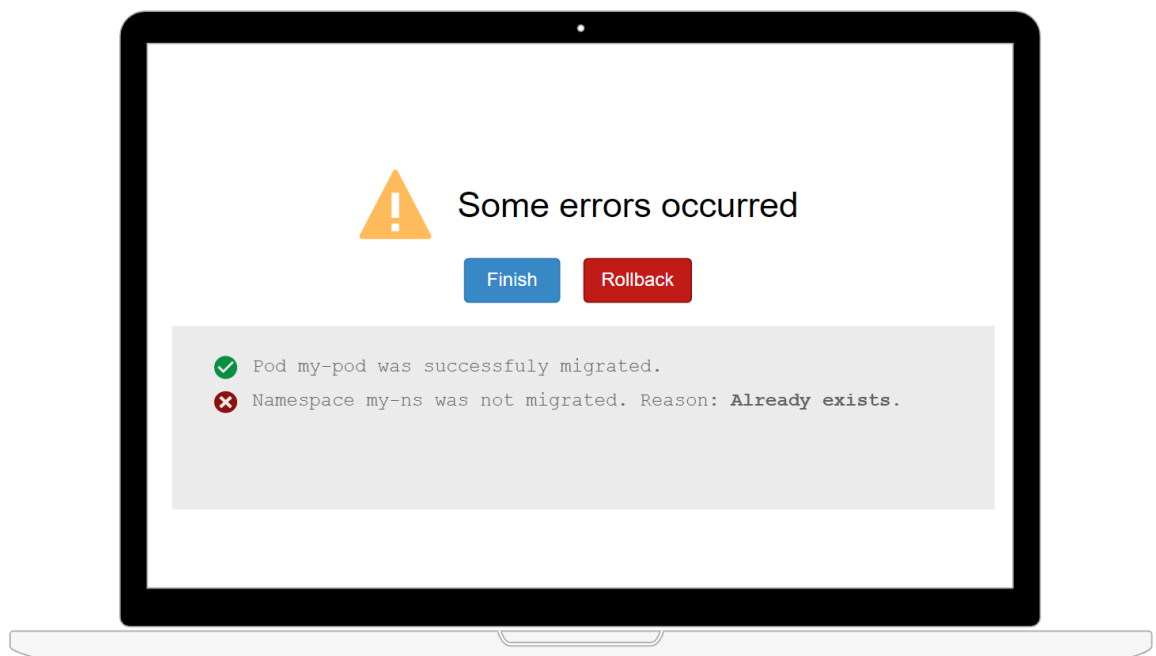 Some errors occurred
Finish Rollback
Pod my-pod was successfuly migrated.
Namespace my-ns was not migrated. Reason: Already exists.